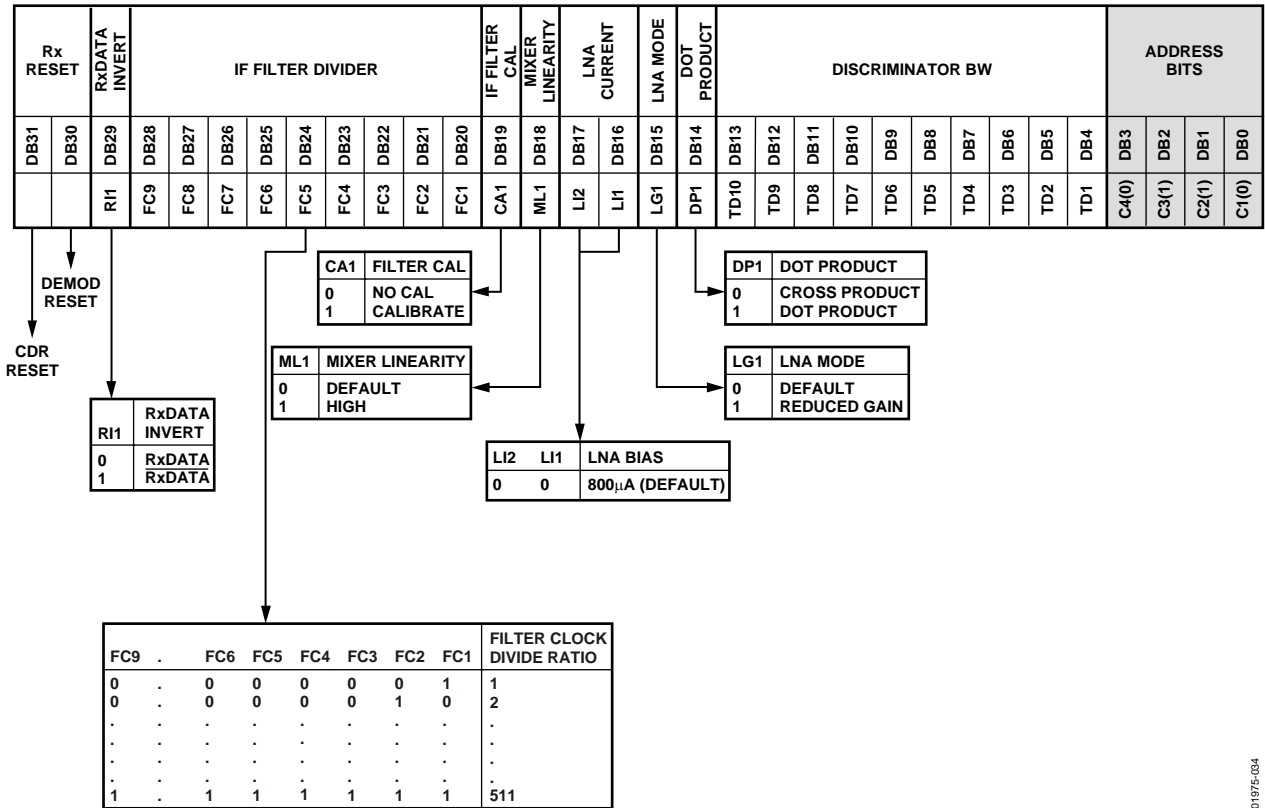 Rx RESET
RxDATA INVERT
IF FILTER DIVIDER
IF FILTER CAL
MIXER LINEARITY
LNA CURRENT
LNA MODE
DOT PRODUCT
DISCRIMINATOR BW
ADDRESS BITS
DB31 DB30 DB29 DB28 DB27 DB26 DB25 DB24 DB23 DB22 DB21 DB20 DB19 DB18 DB17 DB16 DB15 DB14 DB13 DB12 DB11 DB10 DB9 DB8 DB7 DB6 DB5 DB4 DB3 DB2 DB1 DB0
RI1 FC9 FC8 FC7 FC6 FC5 FC4 FC3 FC2 FC1 CA1 ML1 LI2 LI1 LG1 DP1 TD10 TD9 TD8 TD7 TD6 TD5 TD4 TD3 TD2 TD1 C4(0) C3(1) C2(1) C1(0)
DEMOD
RESET
CDR
RESET
CA1 FILTER CAL
0 NO CAL
1 CALIBRATE
DP1 DOT PRODUCT
0 CROSS PRODUCT
1 DOT PRODUCT
ML1 MIXER LINEARITY
0 DEFAULT
1 HIGH
LG1 LNA MODE
0 DEFAULT
1 REDUCED GAIN
RI1 RxDATA INVERT
0 RxDATA
1 RxDATA
LI2 LI1 LNA BIAS
0 0 800μA (DEFAULT)
FC9 . FC6 FC5 FC4 FC3 FC2 FC1 FILTER CLOCK DIVIDE RATIO
0 . 0 0 0 0 0 1 1
0 . 0 0 0 0 1 0 2
. . . . . . . . .
. . . . . . . . .
. . . . . . . . .
. . . . . . . . .
1 . 1 1 1 1 1 1 511
01975-034